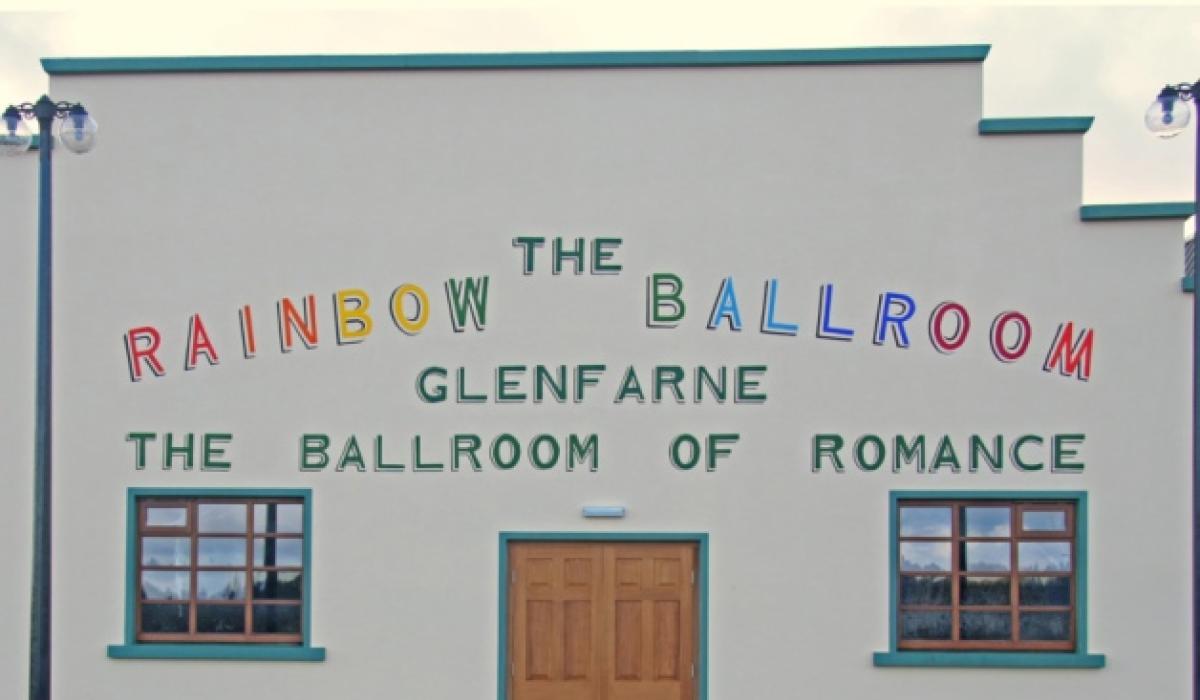 THE
RAINBOW BALLROOM
GLENFARNE
THE BALLROOM OF ROMANCE